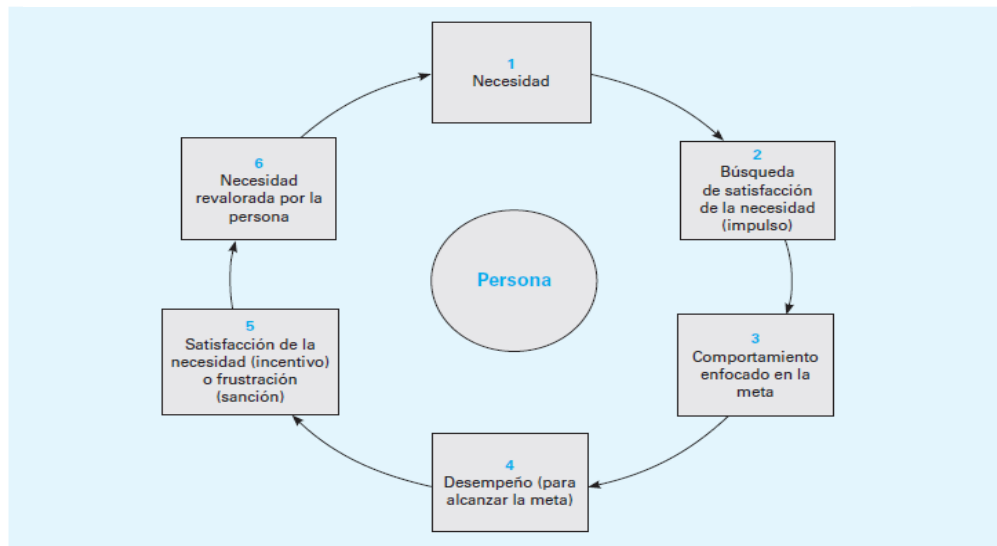 1
Necesidad
2
Búsqueda
de satisfacción
de la necesidad
(impulso)
3
Comportamiento
enfocado en la
meta
4
Desempeño (para
alcanzar la meta)
5
Satisfacción de la
necesidad (incentivo)
o frustración
(sanción)
6
Necesidad
revalorada por la
persona
Persona